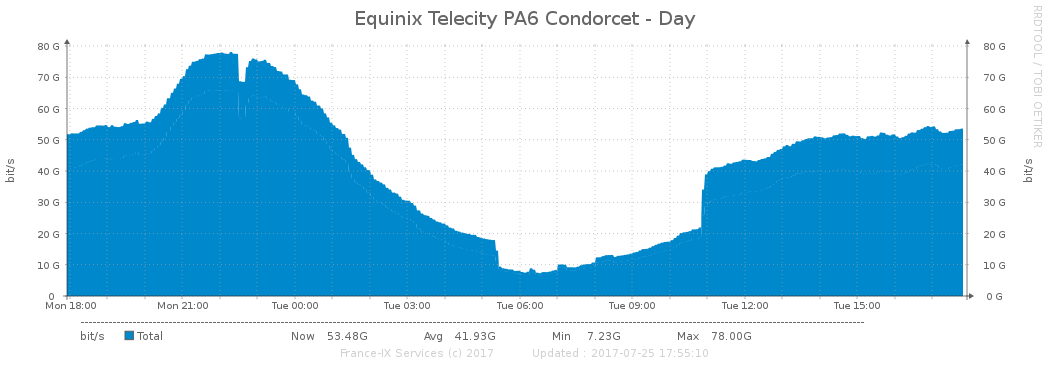 Equinix Telecity PA6 Condorcet - Day
RRDTOOL / TOBI OETIKER
bit/s
80 G
70 G
60 G
50 G
40 G
30 G
20 G
10 G
0
80 G
70 G
60 G
50 G
40 G
30 G
20 G
10 G
0 G
bit/s
Mon 18:00 Mon 21:00 Tue 00:00 Tue 03:00 Tue 06:00 Tue 09:00 Tue 12:00 Tue 15:00
bit/s Total Now 53.48G Avg 41.93G Min 7.23G Max 78.00G
France-IX Services (c) 2017 Updated : 2017-07-25 17:55:10